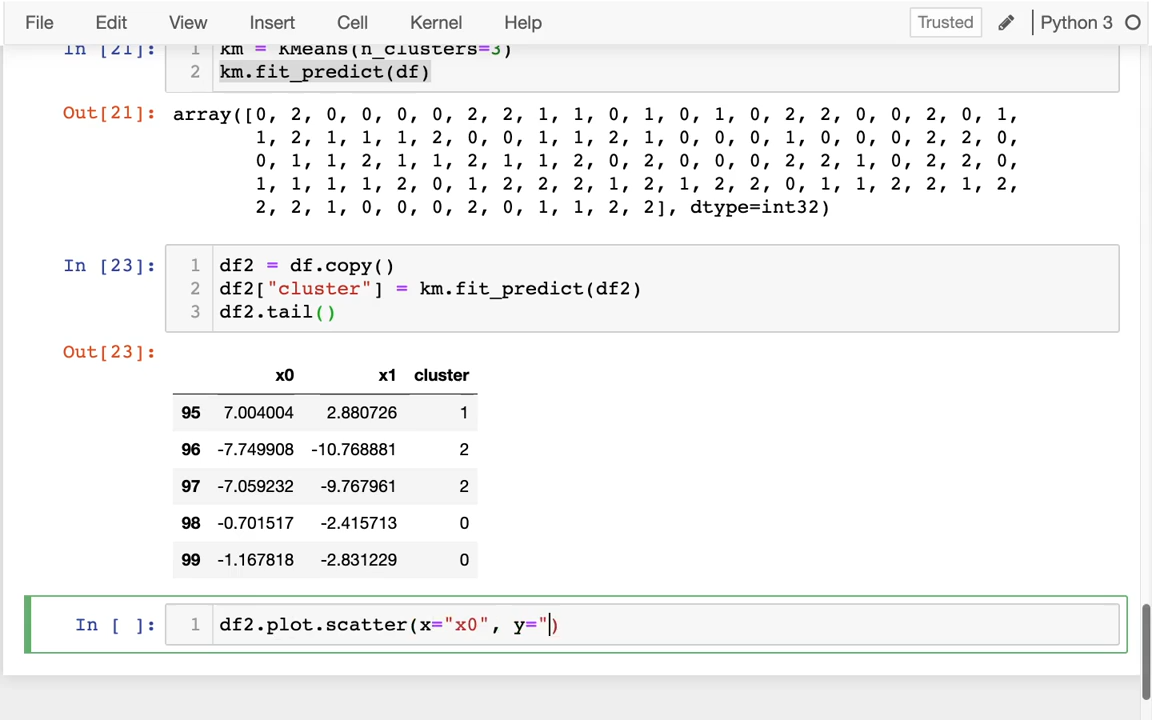 File Edit View Insert Cell Kernel Help Trusted Python 3
In [21]: 1 km = KMeans(n_clusters=3)
2 km.fit_predict(df)
Out[21]: array([0, 2, 0, 0, 0, 0, 2, 2, 1, 1, 0, 1, 0, 1, 0, 2, 2, 0, 0, 2, 0, 1,
1, 2, 1, 1, 1, 2, 0, 0, 1, 1, 2, 1, 0, 0, 0, 1, 0, 0, 0, 2, 2, 0,
0, 1, 1, 2, 1, 1, 2, 1, 1, 2, 0, 2, 0, 0, 0, 2, 2, 1, 0, 2, 2, 0,
1, 1, 1, 1, 2, 0, 1, 2, 2, 2, 1, 2, 1, 2, 2, 0, 1, 1, 2, 2, 1, 2,
2, 2, 1, 0, 0, 0, 2, 0, 1, 1, 2, 2], dtype=int32)
In [23]: 1 df2 = df.copy()
2 df2["cluster"] = km.fit_predict(df2)
3 df2.tail()
Out[23]:
x0 x1 cluster
95 7.004004 2.880726 1
96 -7.749908 -10.768881 2
97 -7.059232 -9.767961 2
98 -0.701517 -2.415713 0
99 -1.167818 -2.831229 0
In [ ]: 1 df2.plot.scatter(x="x0", y=")